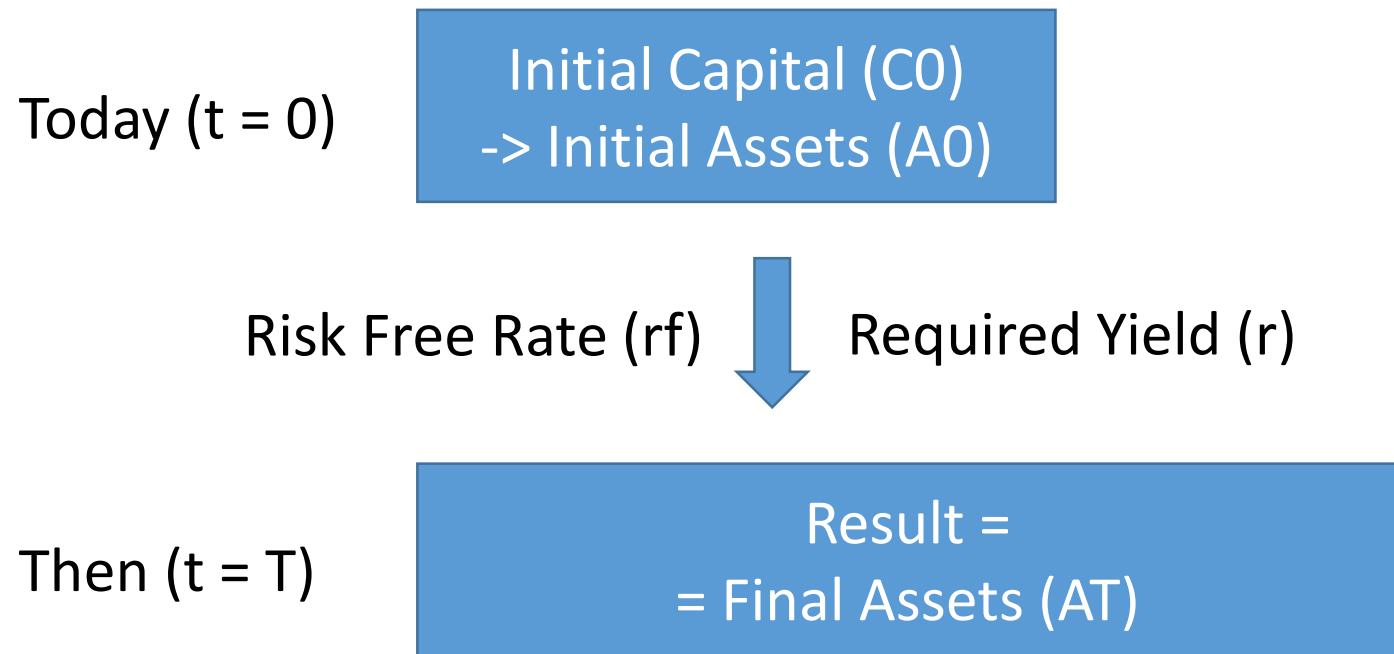 Today (t = 0)
Initial Capital (C0)
-> Initial Assets (A0)
Risk Free Rate (rf)
Required Yield (r)
Then (t = T)
Result =
= Final Assets (AT)